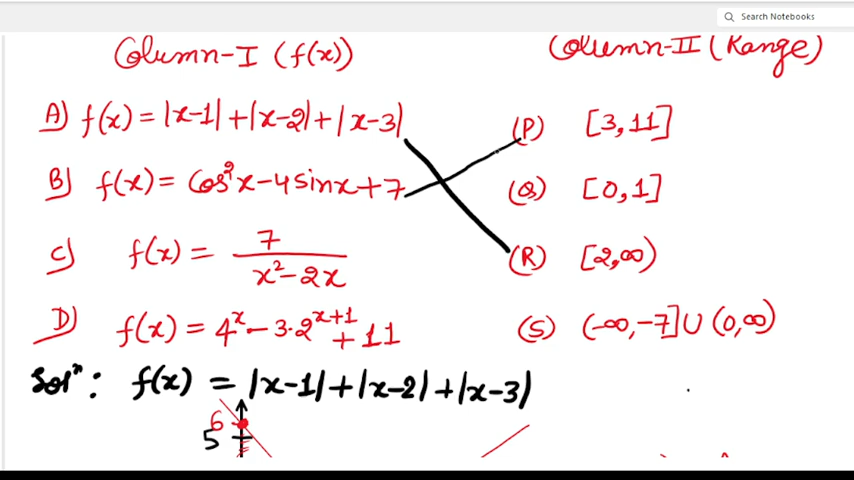 Search Notebooks
Column-I (f(x)) Column-II (Range)
A) f(x) = |x-1| + |x-2| + |x-3| (P) [3, 11]
B) f(x) = Cos²x - 4 sinx + 7 (Q) [0, 1]
C) f(x) = 7 / (x² - 2x) (R) [2, ∞)
D) f(x) = 4^x - 3·2^(x+1) + 11 (S) (-∞, -7] ∪ (0, ∞)
Solⁿ : f(x) = |x-1| + |x-2| + |x-3|
6
5